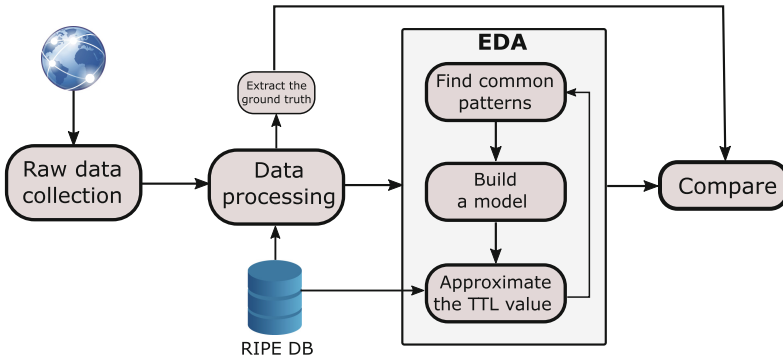 EDA
Extract the
ground truth
Find common
patterns
Raw data
collection
Data
processing
Build
a model
Compare
Approximate
the TTL value
RIPE DB